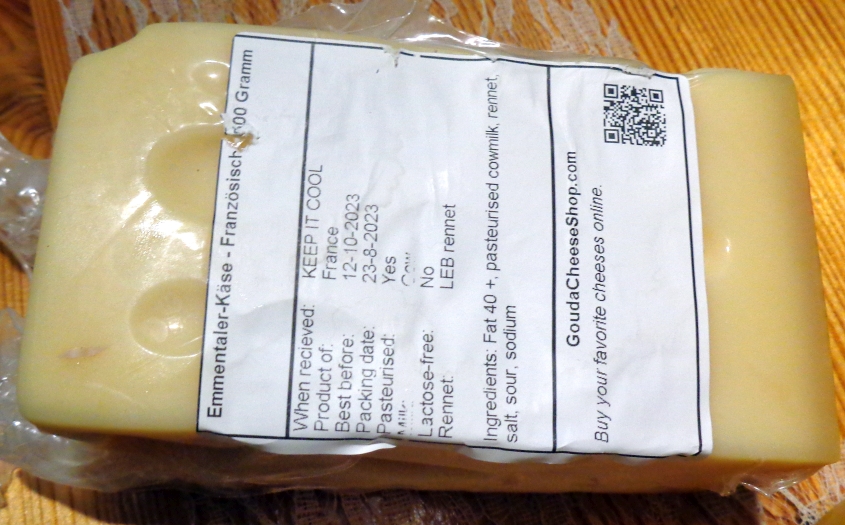 Emmentaler-Käse - Französisch 00 Gramm
When recieved: KEEP IT COOL
Product of: France
Best before: 12-10-2023
Packing date: 23-8-2023
Pasteurised: Yes
Lactose-free: No
Rennet: LEB rennet
Ingredients: Fat 40 +, pasteurised cowmilk, rennet,
salt, sour, sodium
GoudaCheeseShop.com
Buy your favorite cheeses online.